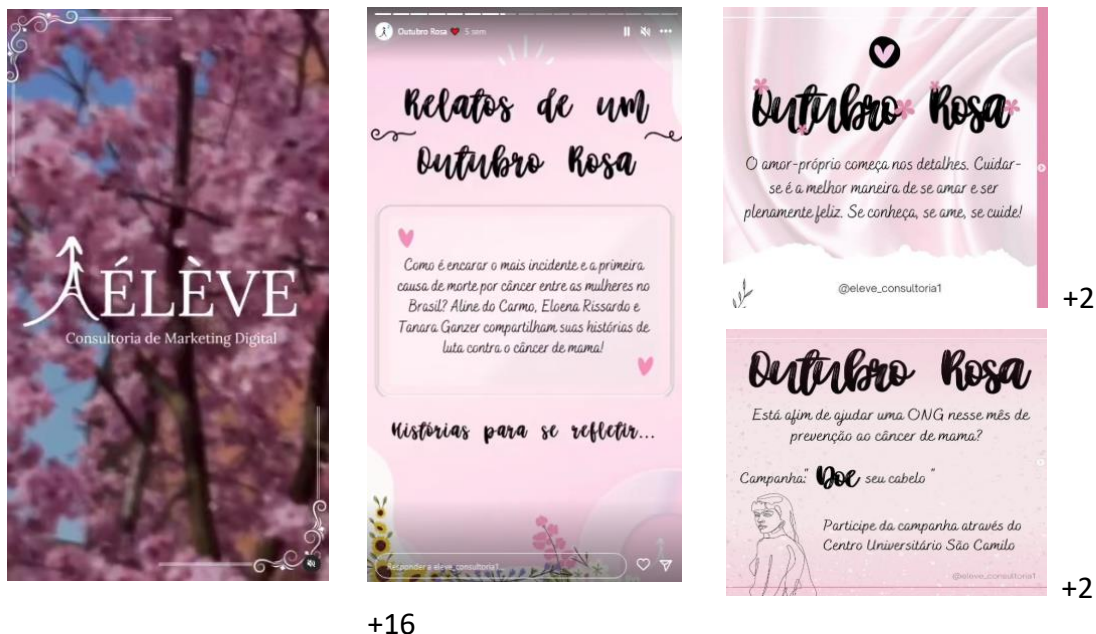 ÉLÈVE
Consultoria de Marketing Digital
Outubro Rosa ❤ 5 sem
Relatos de um
Outubro Rosa
Como é encarar o mais incidente e a primeira
causa de morte por câncer entre as mulheres no
Brasil? Aline do Carmo, Eloena Rissardo e
Tanara Ganzer compartilham suas histórias de
luta contra o câncer de mama!
Histórias para se refletir...
Responder a eleve_consultoria1...
+16
Outubro Rosa
O amor-próprio começa nos detalhes. Cuidar-
se é a melhor maneira de se amar e ser
plenamente feliz. Se conheça, se ame, se cuide!
@eleve_consultoria1
+2
Outubro Rosa
Está afim de ajudar uma ONG nesse mês de
prevenção ao câncer de mama?
Campanha" Doe seu cabelo"
Participe da campanha através do
Centro Universitário São Camilo
@eleve_consultoria1
+2